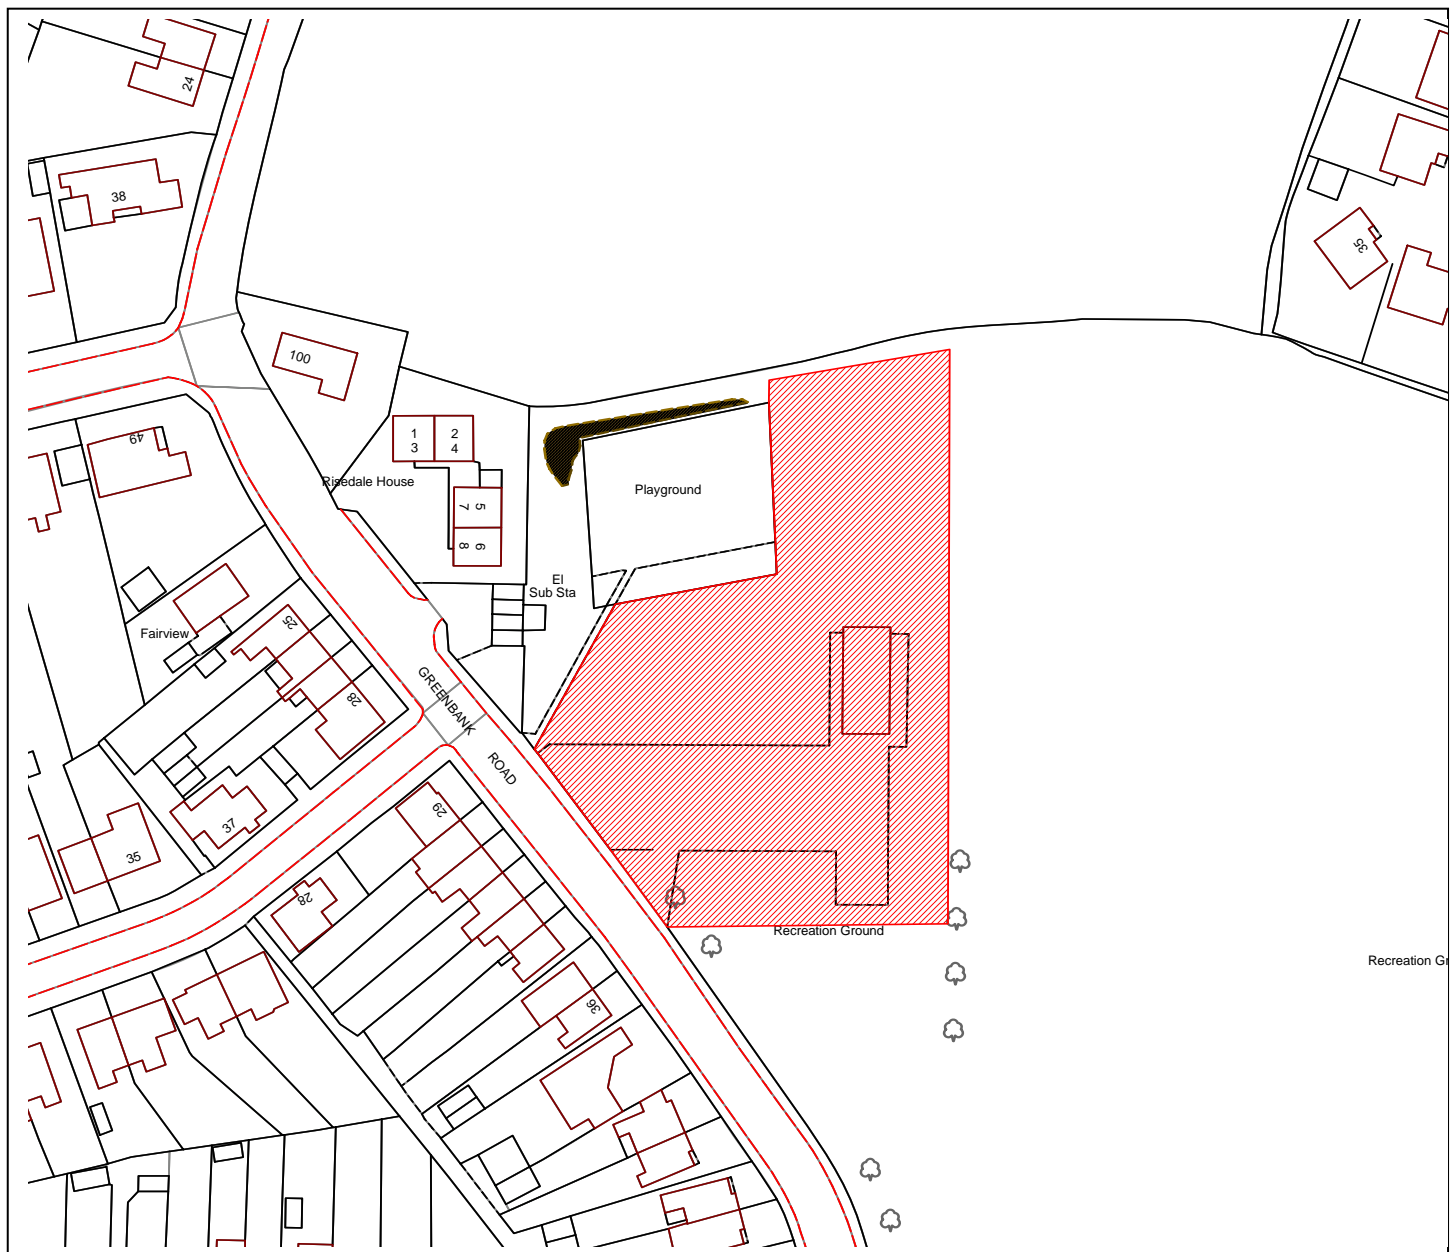 24
38
35
100
49
1 2
3 4
Risedale House
5
7
6
8
Playground
El
Sub Sta
Fairview
25
28
GREENBANK
ROAD
29
37
35
28
Recreation Ground
Recreation Gr
36